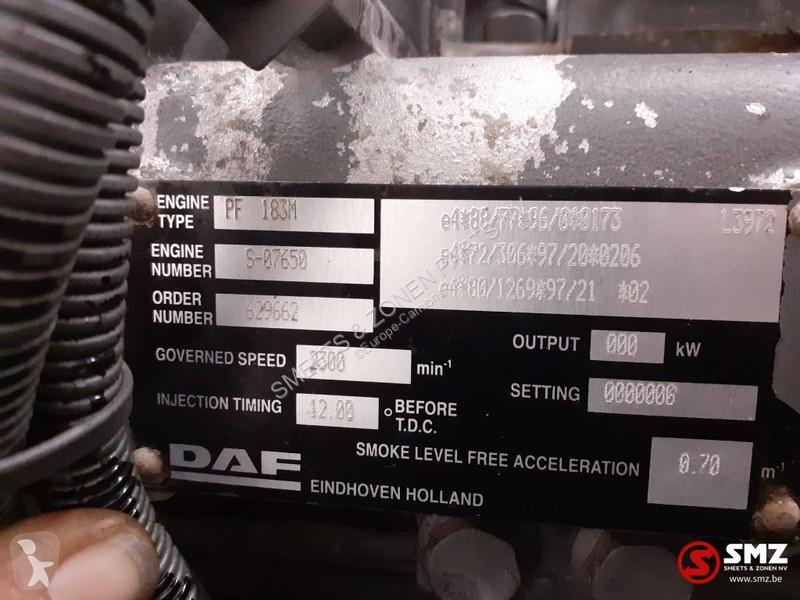 ENGINE TYPE PF 183M
e4*88/77*96/0*0173 L3972
ENGINE NUMBER S-07650
e4*72/306*97/20*0206
e4*80/1269*97/21 *02
ORDER NUMBER 629662
GOVERNED SPEED 2300 min-1
OUTPUT 000 kW
INJECTION TIMING 12.00 ° BEFORE T.D.C.
SETTING 0000006
SMOKE LEVEL FREE ACCELERATION 0.70 m-1
DAF
EINDHOVEN HOLLAND
SMEETS & ZONEN
SMZ
SMEETS & ZONEN NV
www.smz.be